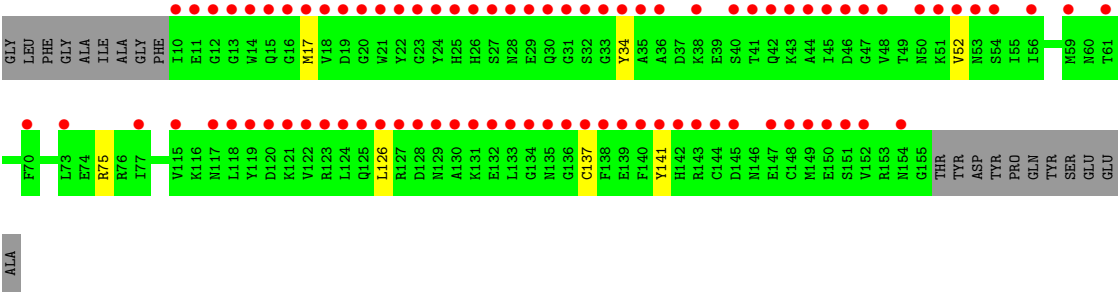 GLY LEU PHE GLY ALA ILE ALA GLY PHE I10 E11 G12 G13 W14 Q15 G16 M17 V18 D19 G20 W21 Y22 G23 Y24 H25 H26 S27 N28 E29 Q30 G31 S32 G33 Y34 A35 A36 D37 K38 E39 S40 T41 Q42 K43 A44 I45 D46 G47 V48 T49 N50 K51 V52 N53 S54 I55 I56 M59 N60 T61
F70 L73 E74 R75 R76 I77 V115 K116 N117 L118 Y119 D120 K121 V122 R123 L124 Q125 L126 R127 D128 N129 A130 K131 E132 L133 G134 N135 G136 C137 F138 E139 F140 Y141 H142 R143 C144 D145 N146 E147 C148 M149 E150 S151 V152 R153 N154 G155 THR TYR ASP TYR PRO GLN TYR SER GLU GLU
ALA